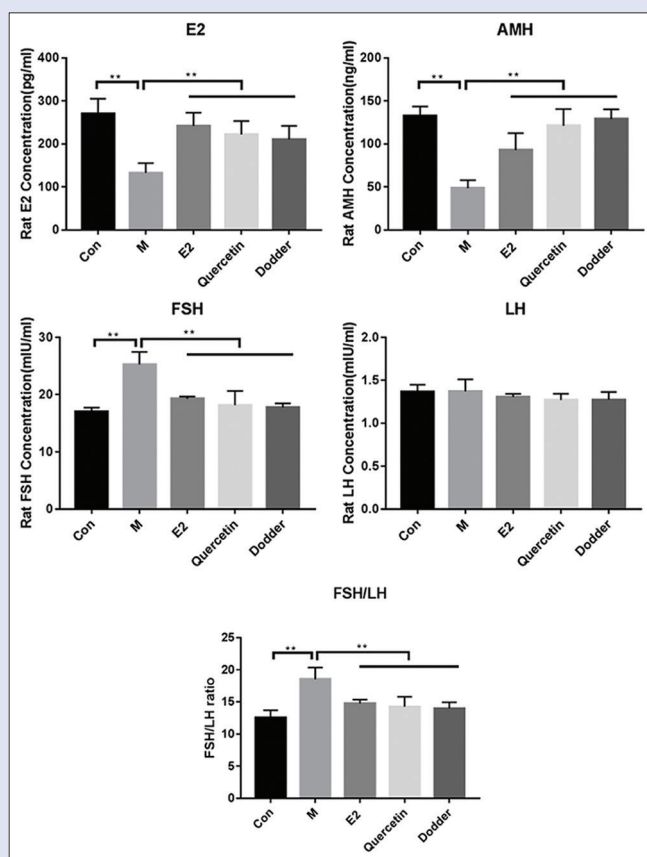 E2
Rat E2 Concentration(pg/ml)
400
300
200
100
0
**
**
Con
M
E2
Quercetin
Dodder
AMH
Rat AMH Concentration(ng/ml)
200
150
100
50
0
**
**
Con
M
E2
Quercetin
Dodder
FSH
Rat FSH Concentration(mIU/ml)
30
20
10
0
**
**
Con
M
E2
Quercetin
Dodder
LH
Rat LH Concentration(mIU/ml)
2.0
1.5
1.0
0.5
0.0
Con
M
E2
Quercetin
Dodder
FSH/LH
FSH/LH ratio
25
20
15
10
5
0
**
**
Con
M
E2
Quercetin
Dodder